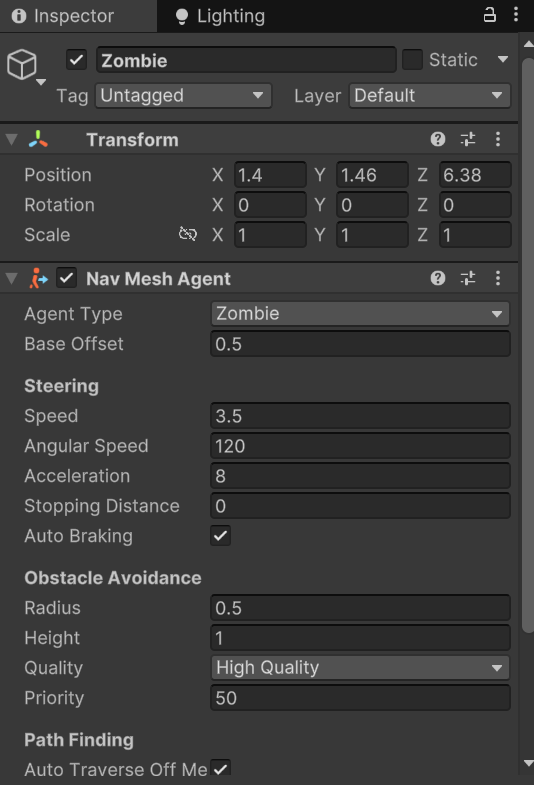 Inspector Lighting
Zombie Static
Tag Untagged Layer Default
Transform
Position X 1.4 Y 1.46 Z 6.38
Rotation X 0 Y 0 Z 0
Scale X 1 Y 1 Z 1
Nav Mesh Agent
Agent Type Zombie
Base Offset 0.5
Steering
Speed 3.5
Angular Speed 120
Acceleration 8
Stopping Distance 0
Auto Braking
Obstacle Avoidance
Radius 0.5
Height 1
Quality High Quality
Priority 50
Path Finding
Auto Traverse Off Me